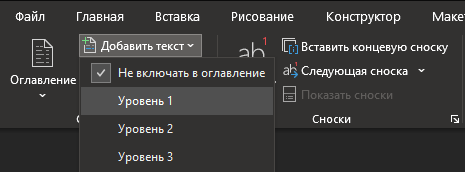 Файл Главная Вставка Рисование Конструктор Маке
Добавить текст
Оглавление
Не включать в оглавление
Уровень 1
Уровень 2
Уровень 3
ab
Вставить концевую сноску
Следующая сноска
Показать сноски
Сноски